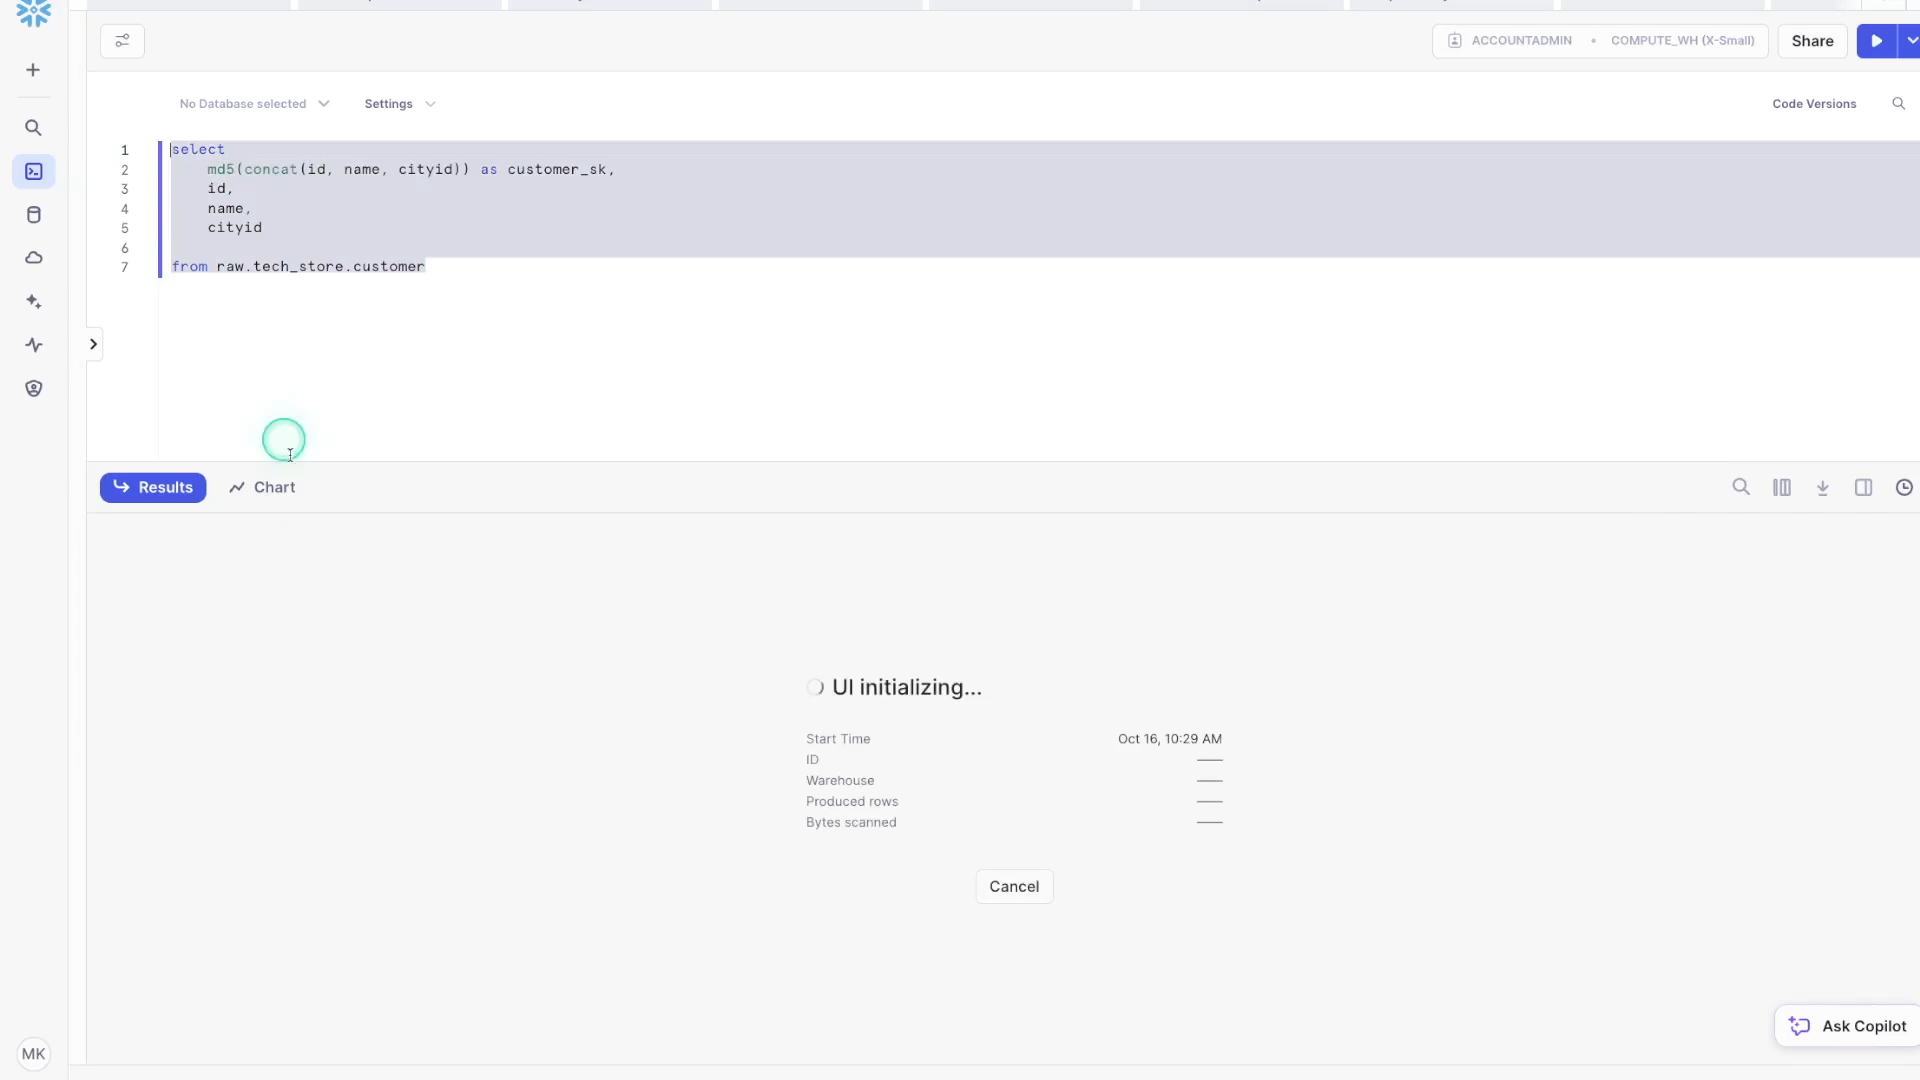 ACCOUNTADMIN • COMPUTE_WH (X-Small)
Share
No Database selected
Settings
Code Versions
1 select
2 md5(concat(id, name, cityid)) as customer_sk,
3 id,
4 name,
5 cityid
6
7 from raw.tech_store.customer
Results
Chart
UI initializing...
Start Time Oct 16, 10:29 AM
ID
Warehouse
Produced rows
Bytes scanned
Cancel
Ask Copilot
MK